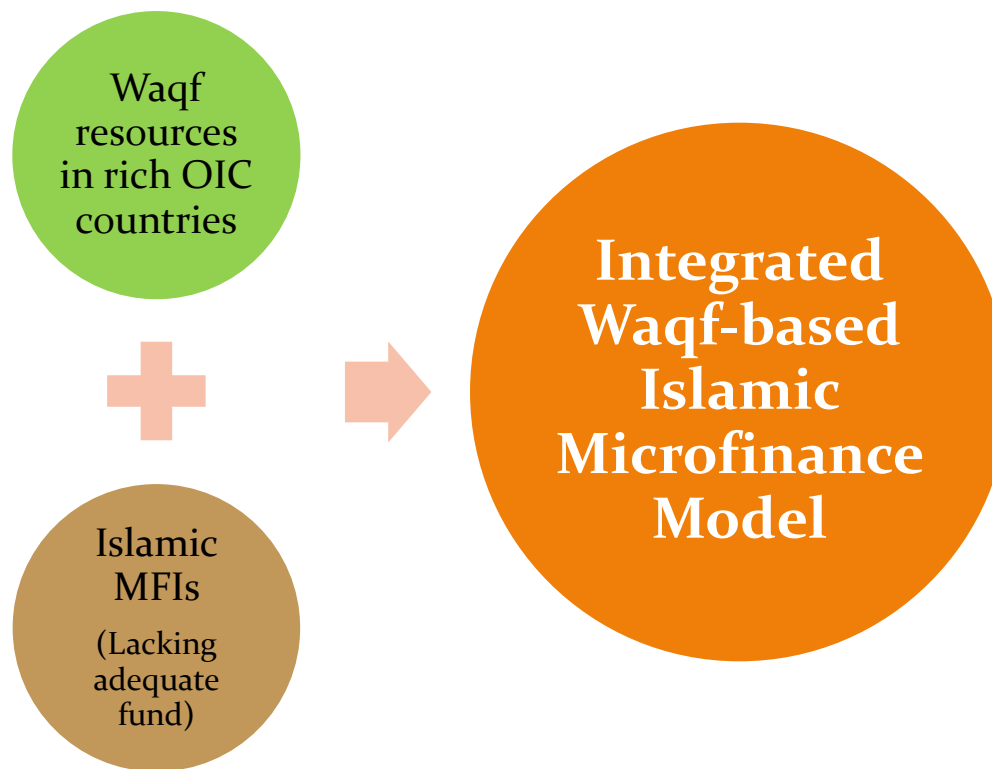 Waqf
resources
in rich OIC
countries
Islamic
MFIs
(Lacking
adequate
fund)
Integrated
Waqf-based
Islamic
Microfinance
Model